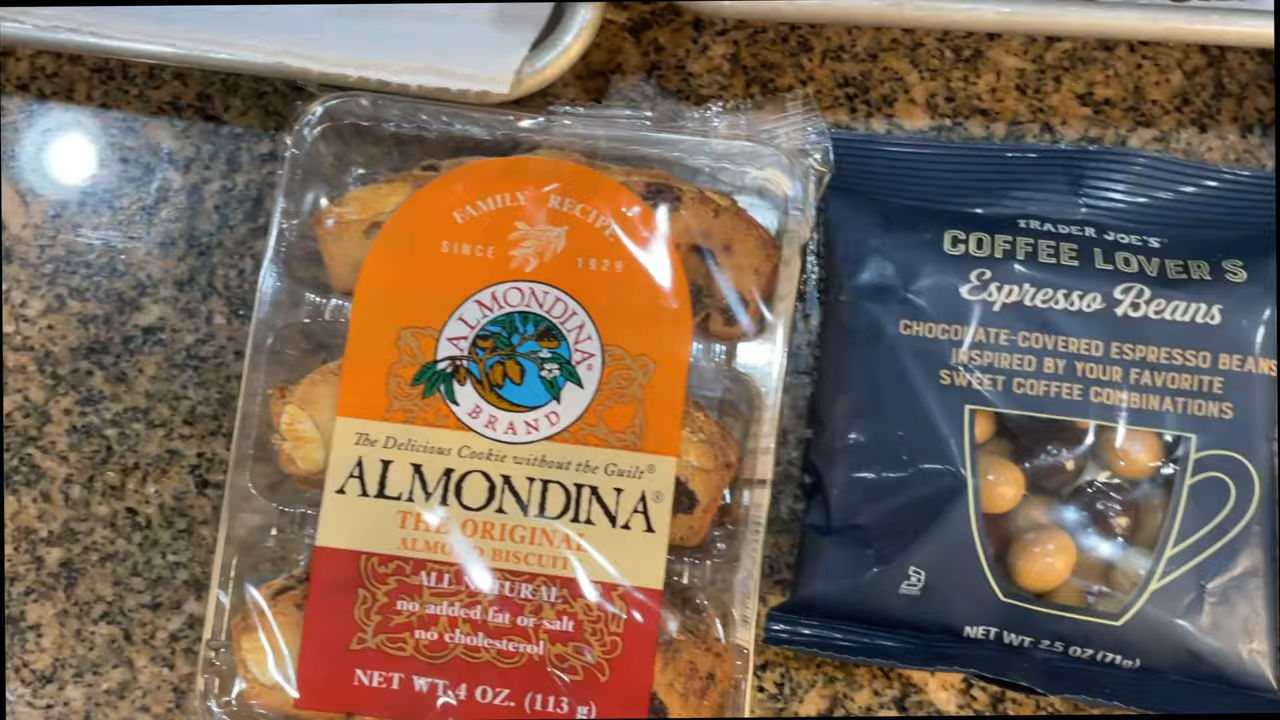 FAMILY RECIPE
SINCE 1929
ALMONDINA®
BRAND
The Delicious Cookie without the Guilt®
ALMONDINA®
THE ORIGINAL
ALMOND BISCUITS
ALL NATURAL
no added fat or salt
no cholesterol
NET WT. 4 OZ. (113 g)
TRADER JOE'S®
COFFEE LOVER'S
Espresso Beans
CHOCOLATE-COVERED ESPRESSO BEANS
INSPIRED BY YOUR FAVORITE
SWEET COFFEE COMBINATIONS
NET WT. 2.5 OZ (71g)